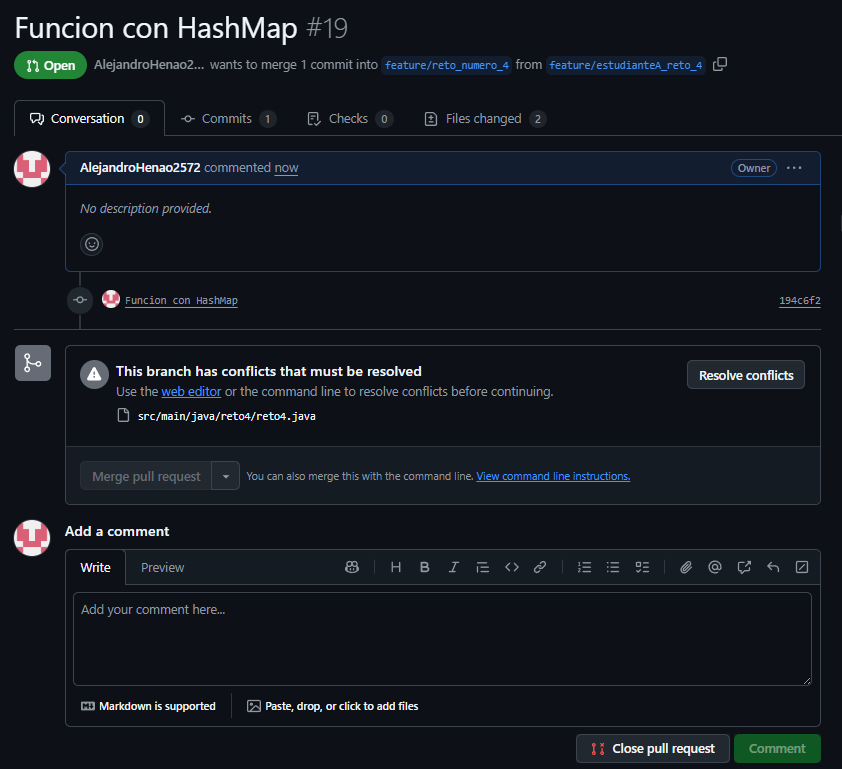 Funcion con HashMap #19
Open AlejandroHenao2... wants to merge 1 commit into feature/reto_numero_4 from feature/estudianteA_reto_4
Conversation 0 Commits 1 Checks 0 Files changed 2
AlejandroHenao2572 commented now Owner
No description provided.
Funcion con HashMap 194c6f2
This branch has conflicts that must be resolved
Use the web editor or the command line to resolve conflicts before continuing.
Resolve conflicts
src/main/java/reto4/reto4.java
Merge pull request You can also merge this with the command line. View command line instructions.
Add a comment
Write Preview
Add your comment here...
Markdown is supported Paste, drop, or click to add files
Close pull request Comment